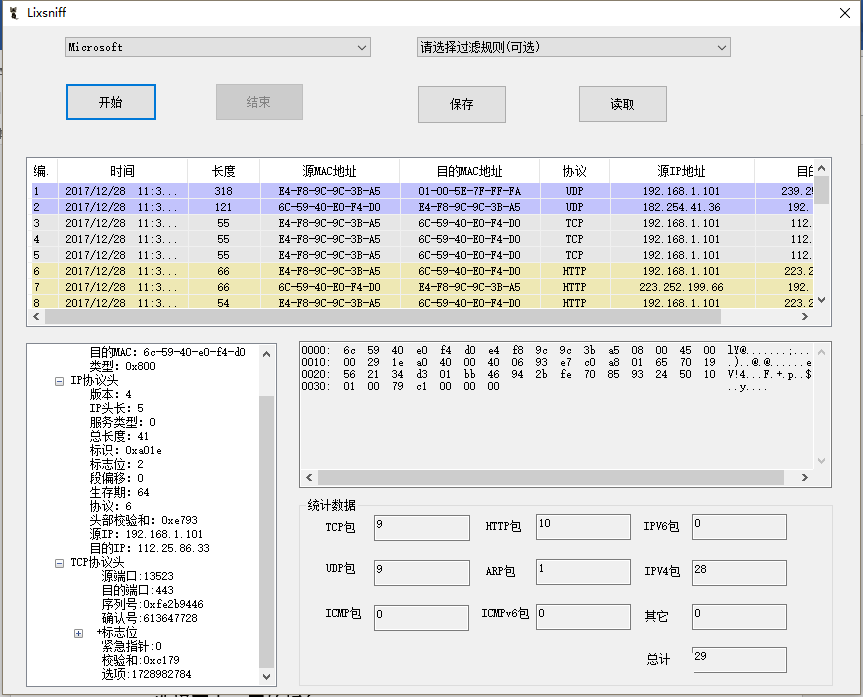 Lixsniff
Microsoft 请选择过滤规则(可选)
开始 结束 保存 读取
编. 时间 长度 源MAC地址 目的MAC地址 协议 源IP地址 目
1 2017/12/28 11:3... 318 E4-F8-9C-9C-3B-A5 01-00-5E-7F-FF-FA UDP 192.168.1.101 239.2
2 2017/12/28 11:3... 121 6C-59-40-E0-F4-D0 E4-F8-9C-9C-3B-A5 UDP 182.254.41.36 192.
3 2017/12/28 11:3... 55 E4-F8-9C-9C-3B-A5 6C-59-40-E0-F4-D0 TCP 192.168.1.101 112.
4 2017/12/28 11:3... 55 E4-F8-9C-9C-3B-A5 6C-59-40-E0-F4-D0 TCP 192.168.1.101 112.
5 2017/12/28 11:3... 55 E4-F8-9C-9C-3B-A5 6C-59-40-E0-F4-D0 TCP 192.168.1.101 112.
6 2017/12/28 11:3... 66 E4-F8-9C-9C-3B-A5 6C-59-40-E0-F4-D0 HTTP 192.168.1.101 223.2
7 2017/12/28 11:3... 66 6C-59-40-E0-F4-D0 E4-F8-9C-9C-3B-A5 HTTP 223.252.199.66 192.
8 2017/12/28 11:3... 54 E4-F8-9C-9C-3B-A5 6C-59-40-E0-F4-D0 HTTP 192.168.1.101 223.2
目的MAC: 6c-59-40-e0-f4-d0
类型: 0x800
IP协议头
版本: 4
IP头长: 5
服务类型: 0
总长度: 41
标识: 0xa01e
标志位: 2
段偏移: 0
生存期: 64
协议: 6
头部校验和: 0xe793
源IP: 192.168.1.101
目的IP: 112.25.86.33
TCP协议头
源端口:13523
目的端口:443
序列号:0xfe2b9446
确认号:613647728
+标志位
紧急指针:0
校验和:0xc179
选项:1728982784
0000: 6c 59 40 e0 f4 d0 e4 f8 9c 9c 3b a5 08 00 45 00 lY@.......;...
0010: 00 29 1e a0 40 00 40 06 93 e7 c0 a8 01 65 70 19 .)..@.@......e
0020: 56 21 34 d3 01 bb 46 94 2b fe 70 85 93 24 50 10 V!4...F.+.p..$
0030: 01 00 79 c1 00 00 00 ..y....
统计数据
TCP包 9 HTTP包 10 IPV6包 0
UDP包 9 ARP包 1 IPV4包 28
ICMP包 0 ICMPv6包 0 其它 0
总计 29